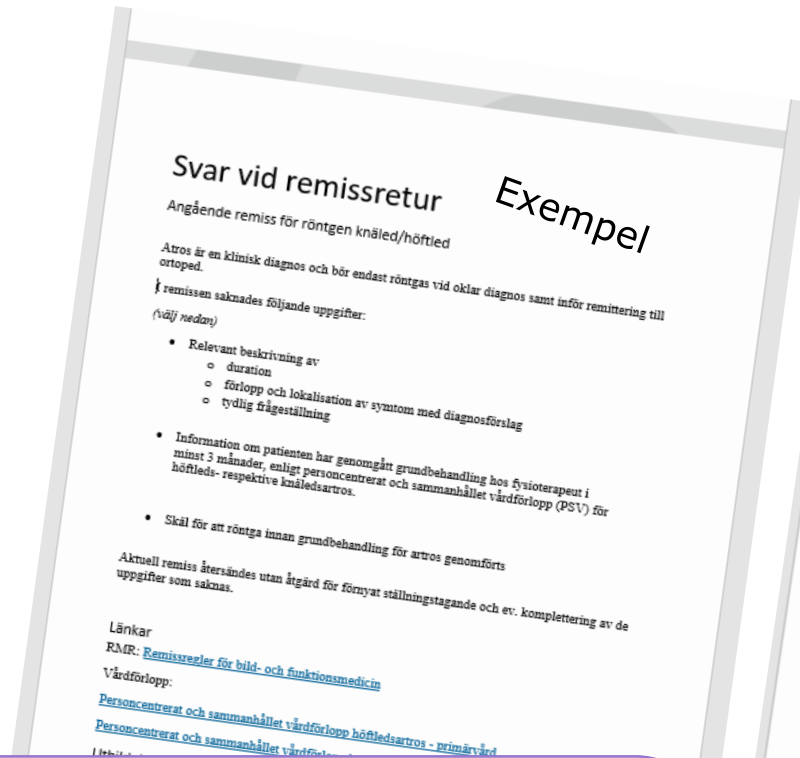 Svar vid remissretur
Exempel
Angående remiss för röntgen knäled/höftled
Atros är en klinisk diagnos och bör endast röntgas vid oklar diagnos samt inför remittering till
ortoped.
I remissen saknades följande uppgifter:
(välj nedan)
• Relevant beskrivning av
o duration
o förlopp och lokalisation av symtom med diagnosförslag
o tydlig frågeställning
• Information om patienten har genomgått grundbehandling hos fysioterapeut i
minst 3 månader, enligt personcentrerat och sammanhållet vårdförlopp (PSV) för
höftleds- respektive knäledsartros.
• Skäl för att röntga innan grundbehandling för artros genomförts
Aktuell remiss återsändes utan åtgärd för förnyat ställningstagande och ev. komplettering av de
uppgifter som saknas.
Länkar
RMR: Remissregler för bild- och funktionsmedicin
Vårdförlopp:
Personcentrerat och sammanhållet vårdförlopp höftledsartros - primärvård
Personcentrerat och sammanhållet